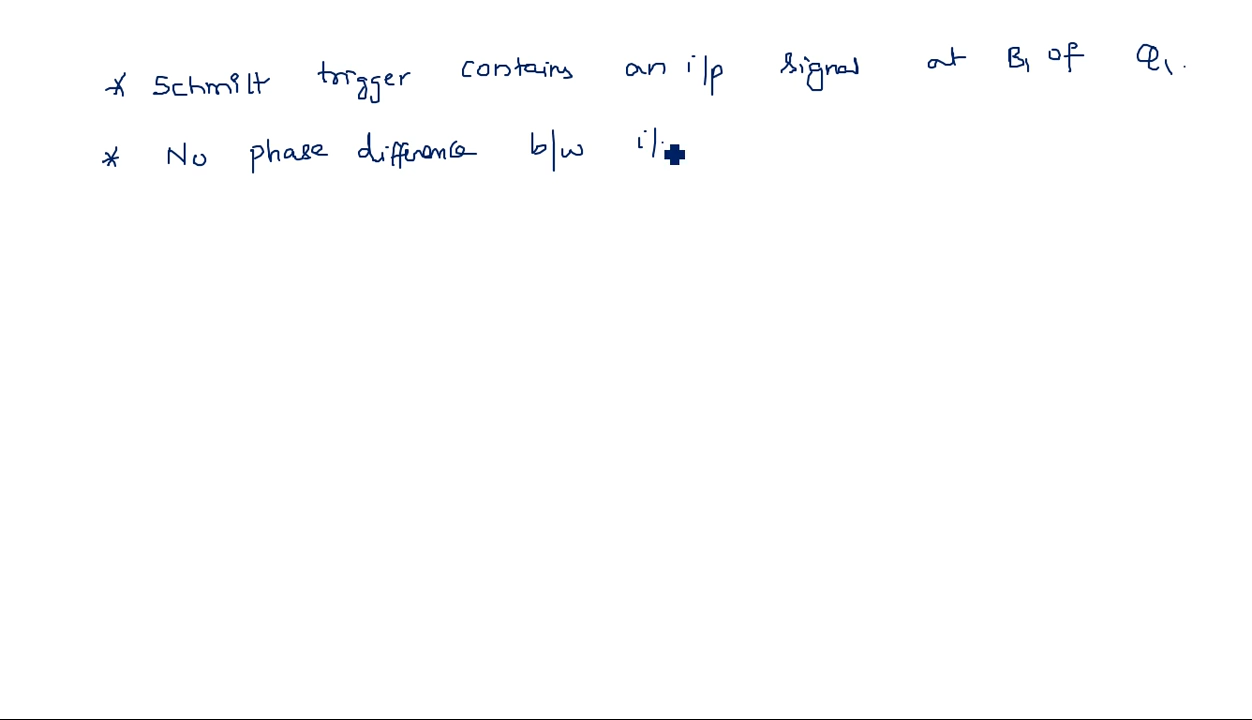 * Schmitt trigger contains an i/p signal at B1 of Q1.
* No phase difference b/w i/